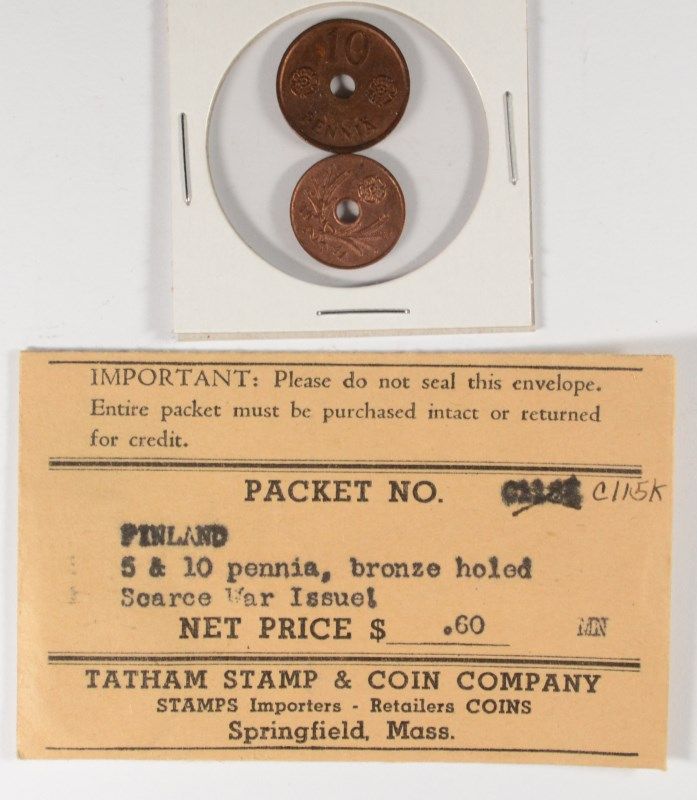 10
PENNIÄ
IMPORTANT: Please do not seal this envelope.
Entire packet must be purchased intact or returned
for credit.
PACKET NO. C115K
FINLAND
5 & 10 pennia, bronze holed
Scarce War Issue!
NET PRICE $ .60 MN
TATHAM STAMP & COIN COMPANY
STAMPS Importers - Retailers COINS
Springfield, Mass.